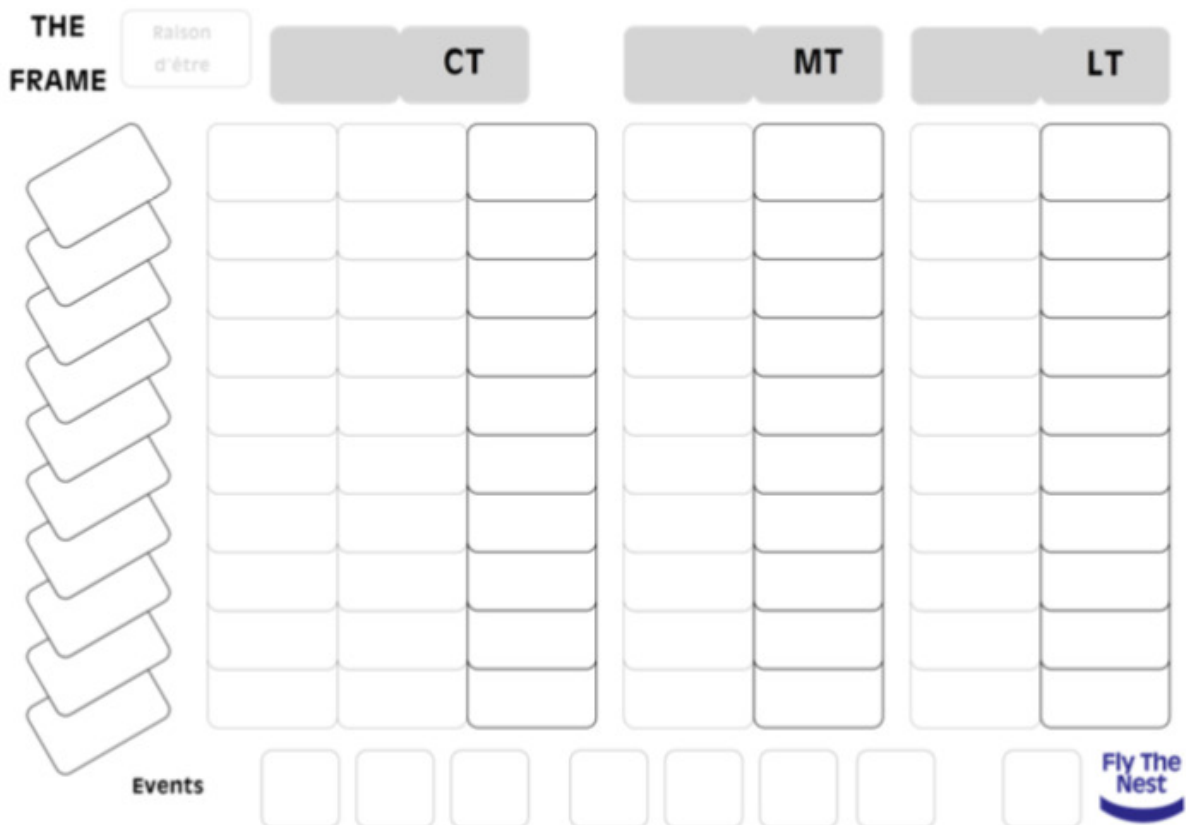 THE
FRAME
Raison
d'être
CT
MT
LT
Events
Fly The
Nest